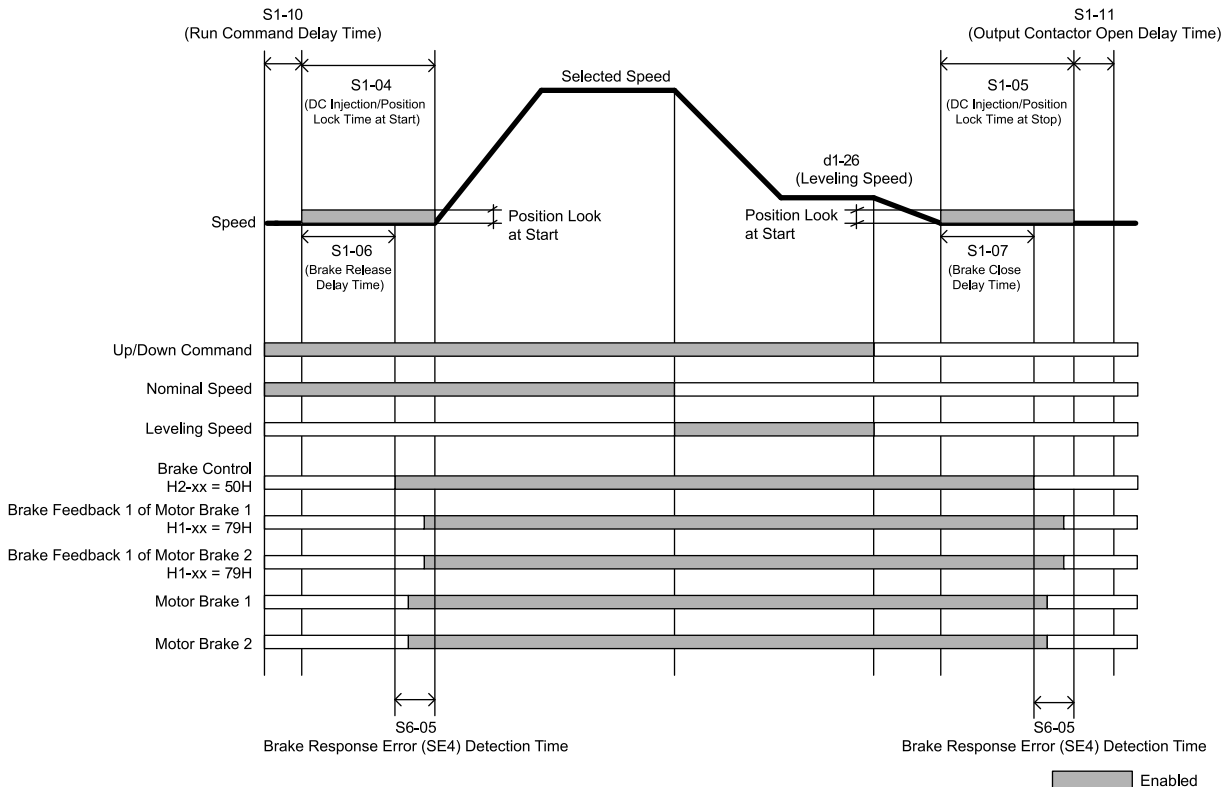 S1-10
(Run Command Delay Time)
S1-11
(Output Contactor Open Delay Time)
S1-04
(DC Injection/Position
Lock Time at Start)
Selected Speed
S1-05
(DC Injection/Position
Lock Time at Stop)
d1-26
(Leveling Speed)
Speed
Position Look
at Start
Position Look
at Start
S1-06
(Brake Release
Delay Time)
S1-07
(Brake Close
Delay Time)
Up/Down Command
Nominal Speed
Leveling Speed
Brake Control
H2-xx = 50H
Brake Feedback 1 of Motor Brake 1
H1-xx = 79H
Brake Feedback 1 of Motor Brake 2
H1-xx = 79H
Motor Brake 1
Motor Brake 2
S6-05
Brake Response Error (SE4) Detection Time
S6-05
Brake Response Error (SE4) Detection Time
Enabled